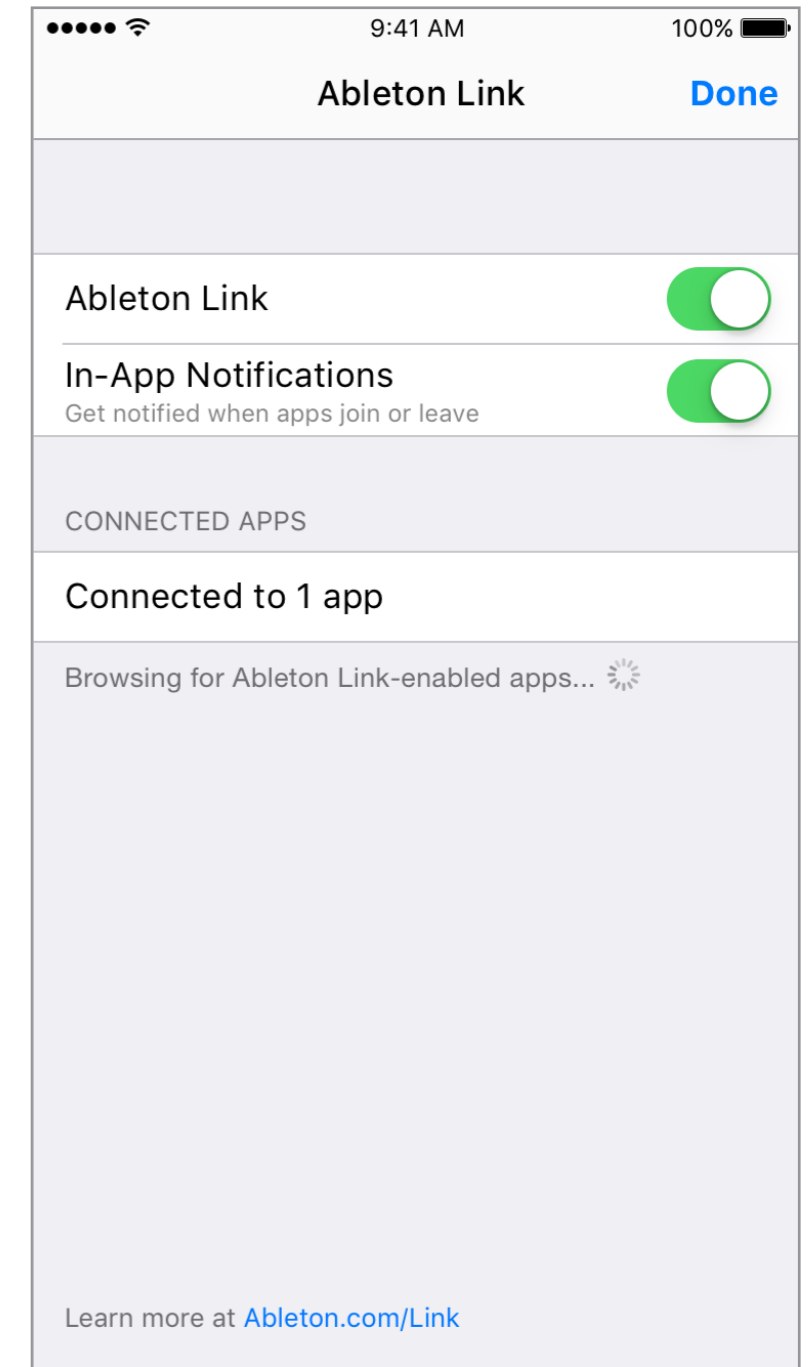 9:41 AM 100%
Ableton Link Done
Ableton Link
In-App Notifications
Get notified when apps join or leave
CONNECTED APPS
Connected to 1 app
Browsing for Ableton Link-enabled apps...
Learn more at Ableton.com/Link